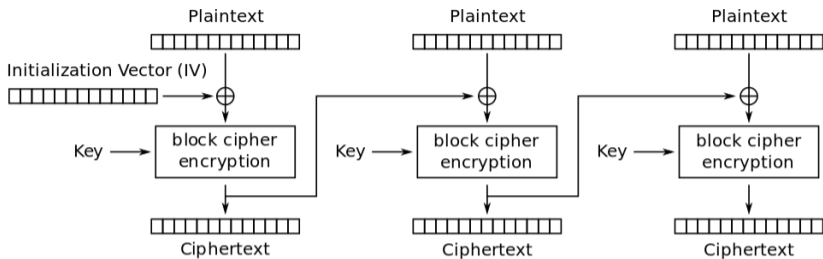 Plaintext
Plaintext
Plaintext
Initialization Vector (IV)
Key
block cipher
encryption
Key
block cipher
encryption
Key
block cipher
encryption
Ciphertext
Ciphertext
Ciphertext